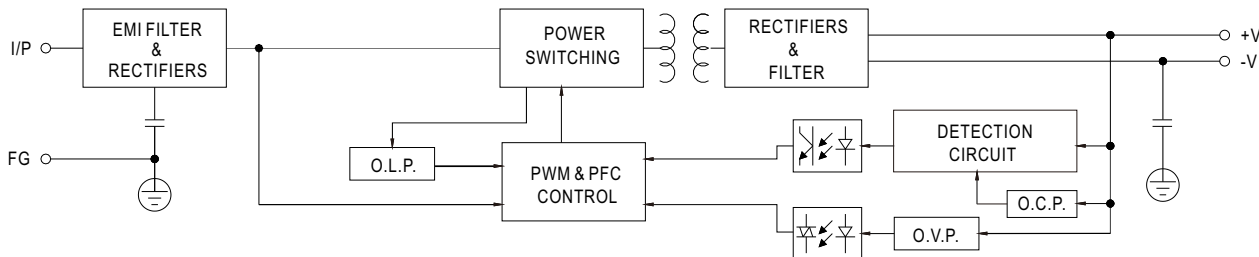 I/P
EMI FILTER
&
RECTIFIERS
POWER
SWITCHING
RECTIFIERS
&
FILTER
+V
-V
FG
O.L.P.
PWM & PFC
CONTROL
DETECTION
CIRCUIT
O.C.P.
O.V.P.